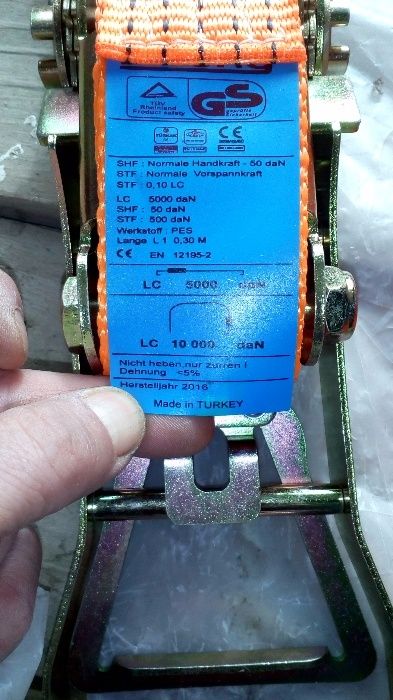 TÜV
Rheinland
Product safety
GS
geprüfte
Sicherheit
CE
SHF : Normale Handkraft - 50 daN
STF : Normale Vorspannkraft
STF : 0,10 LC
LC 5000 daN
SHF : 50 daN
STF : 500 daN
Werkstoff : PES
Lange L 1 0,30 M
CE EN 12195-2
LC 5000 daN
LC 10 000 daN
Nicht heben,nur zurren !
Dehnung <5%
Herstelljahr 2016
Made in TURKEY